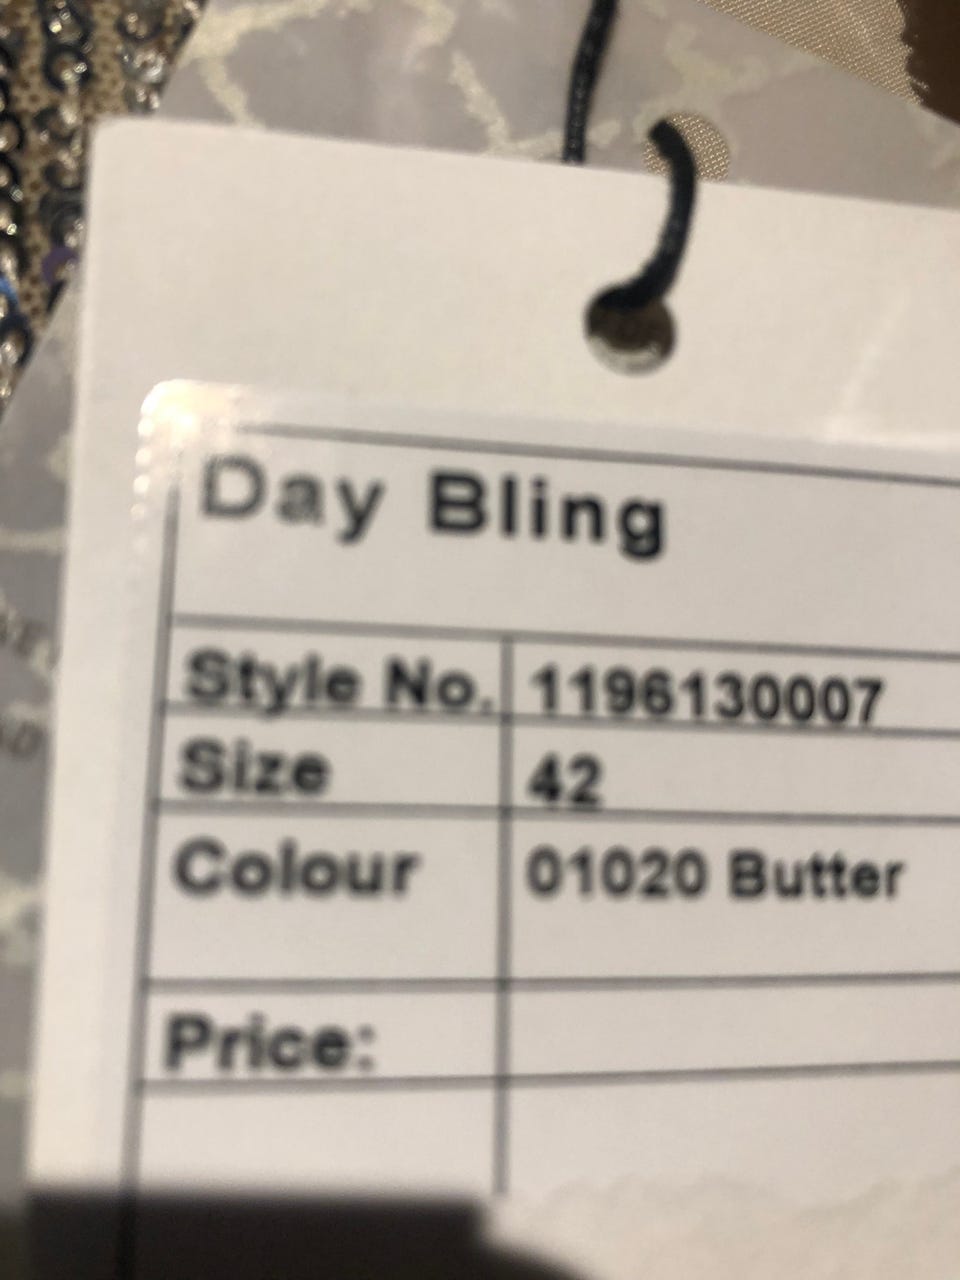 Day Bling
Style No. 1196130007
Size 42
Colour 01020 Butter
Price: